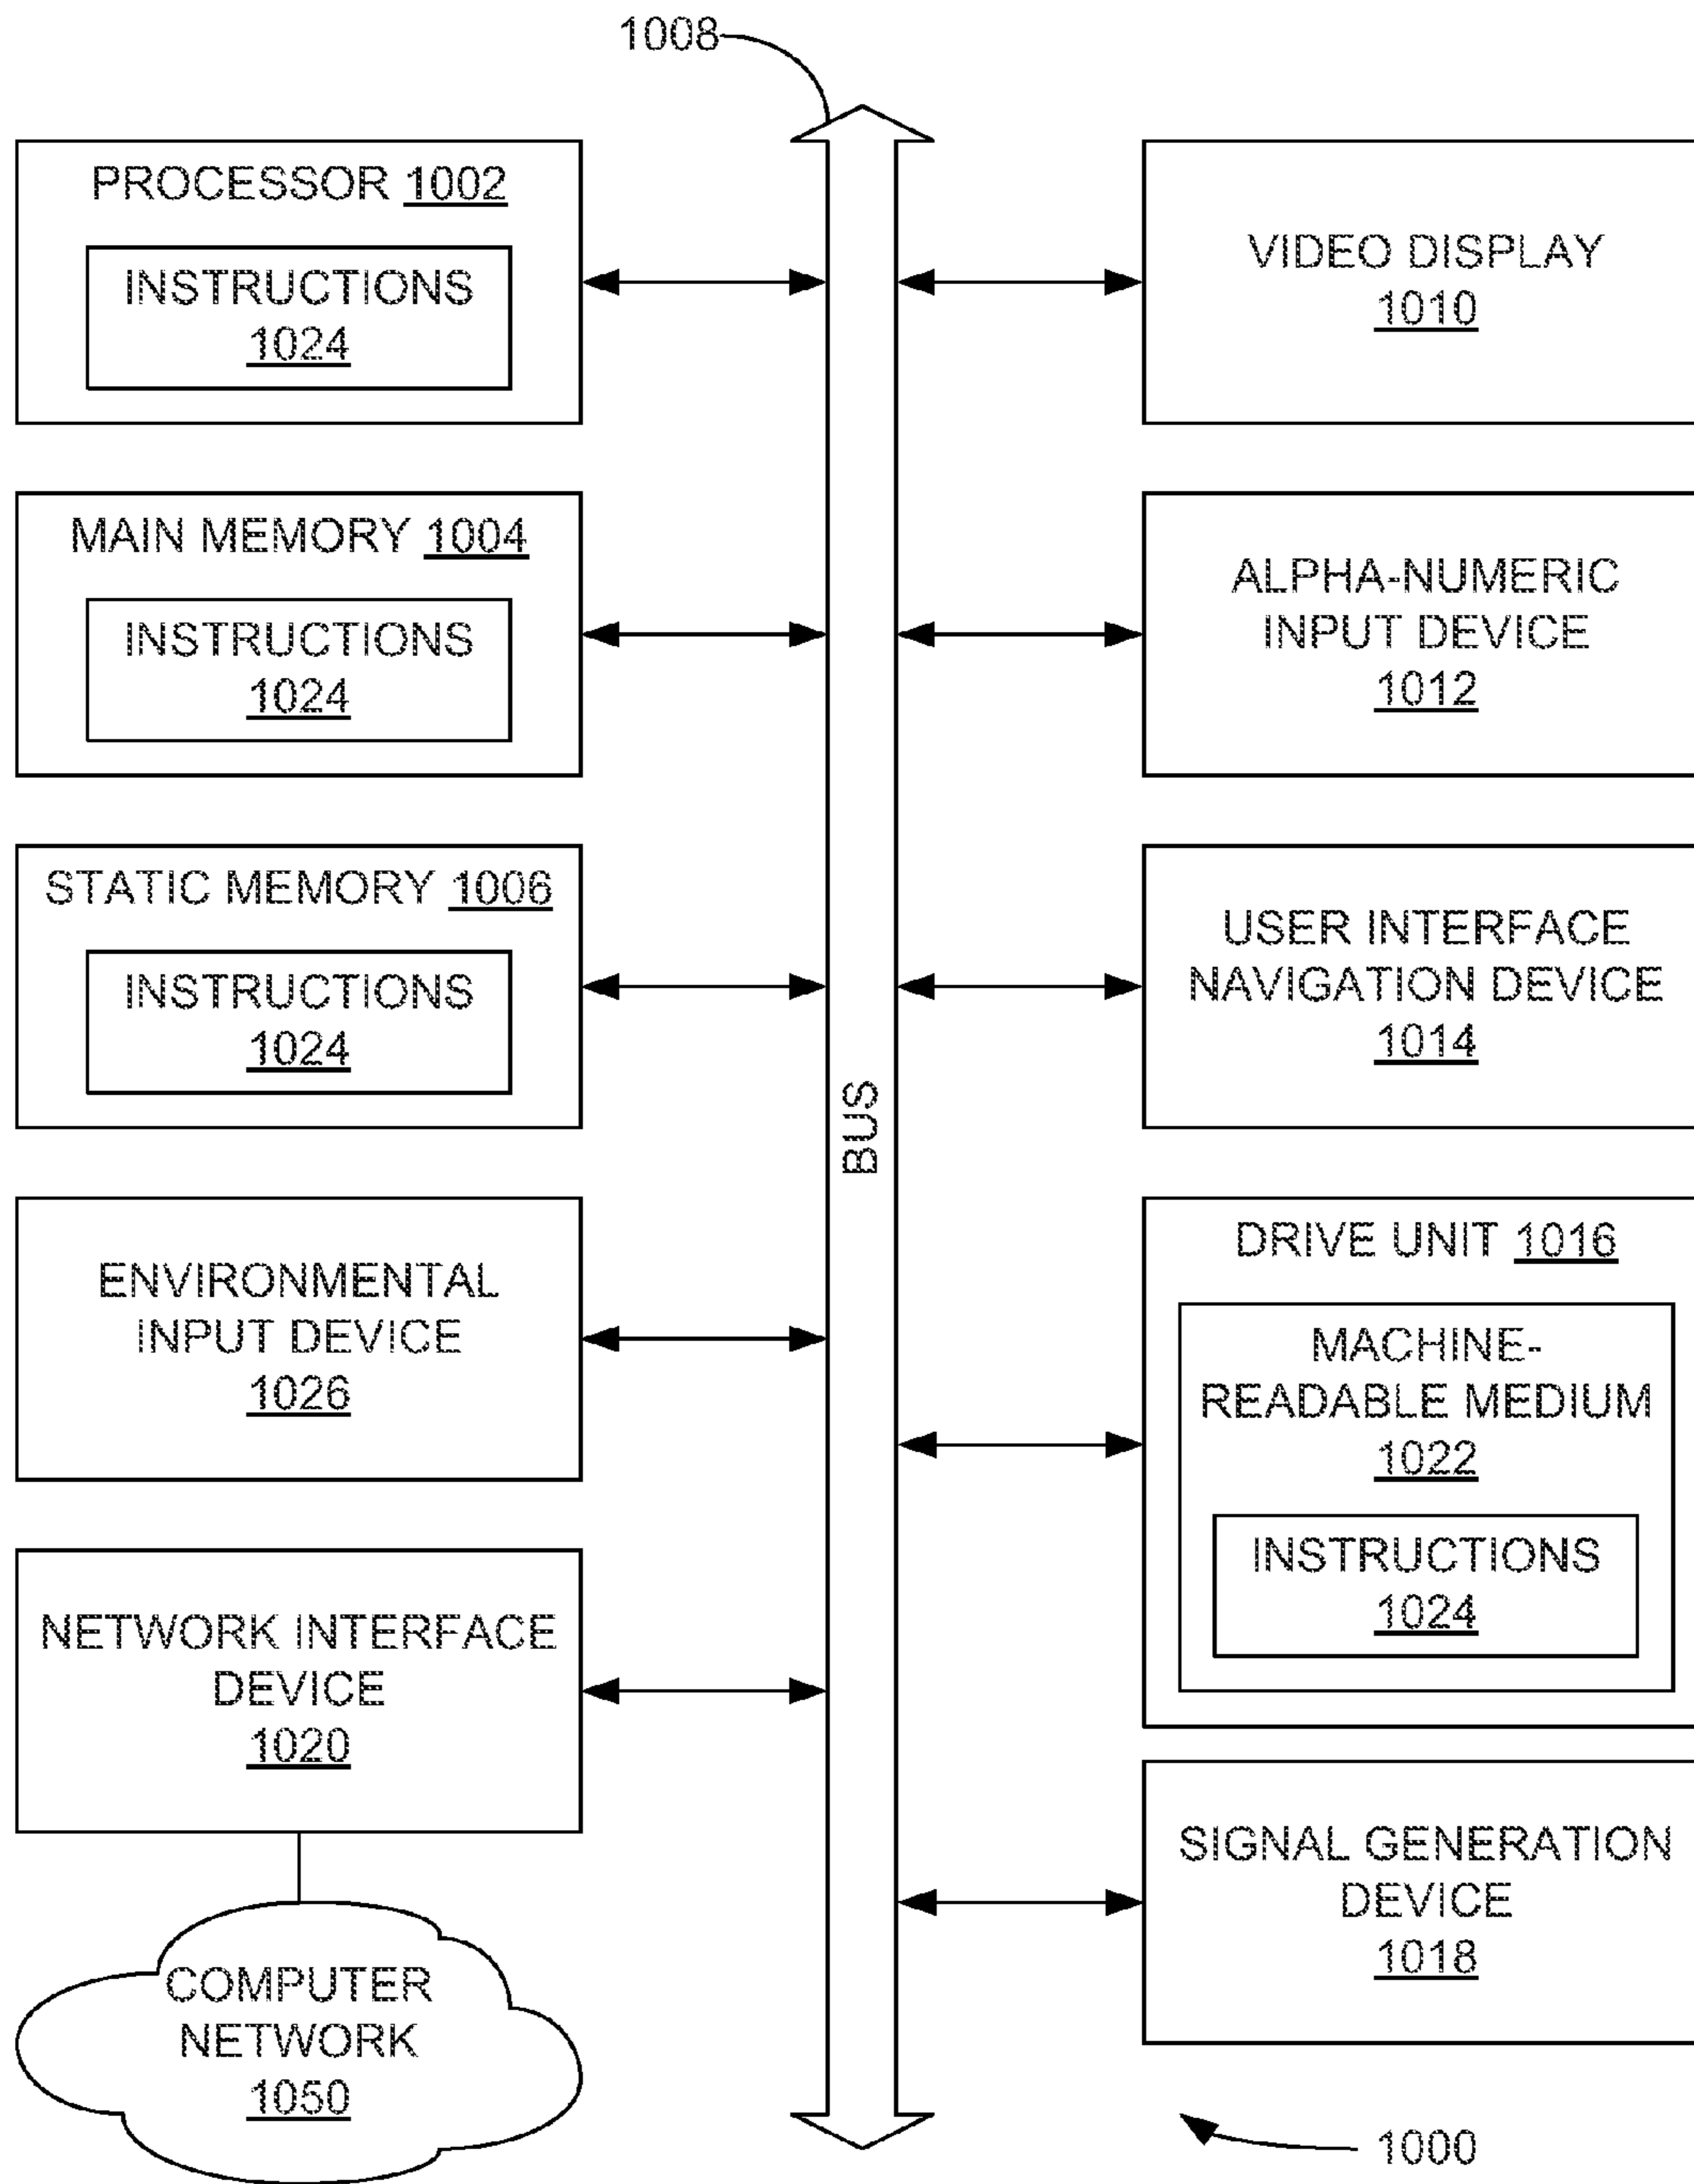 1008
PROCESSOR 1002
INSTRUCTIONS
1024
MAIN MEMORY 1004
INSTRUCTIONS
1024
STATIC MEMORY 1006
INSTRUCTIONS
1024
ENVIRONMENTAL
INPUT DEVICE
1026
NETWORK INTERFACE
DEVICE
1020
COMPUTER
NETWORK
1050
BUS
VIDEO DISPLAY
1010
ALPHA-NUMERIC
INPUT DEVICE
1012
USER INTERFACE
NAVIGATION DEVICE
1014
DRIVE UNIT 1016
MACHINE-
READABLE MEDIUM
1022
INSTRUCTIONS
1024
SIGNAL GENERATION
DEVICE
1018
1000